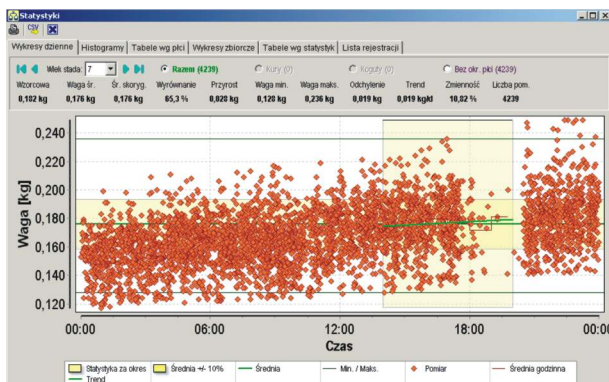 Statystyki
CSV
Wykresy dzienne Histogramy Tabele wg płci Wykresy zbiorcze Tabele wg statystyk Lista rejestracji
Wiek stada: 7 Razem (4239) Kury (0) Koguty (0) Bez okr. płci (4239)
Wzorcowa Waga śr. Śr. skoryg. Wyrównanie Przyrost Waga min. Waga maks. Odchylenie Trend Zmienność Liczba pom.
0,182 kg 0,176 kg 0,176 kg 65,3 % 0,028 kg 0,128 kg 0,236 kg 0,019 kg 0,019 kg/d 10,82 % 4239
0,240
0,220
0,200
0,180
0,160
0,140
0,120
Waga [kg]
00:00 06:00 12:00 18:00 00:00
Czas
Statystyka za okres Średnia +/- 10% Średnia Min. / Maks. Pomiar Średnia godzinna
Trend